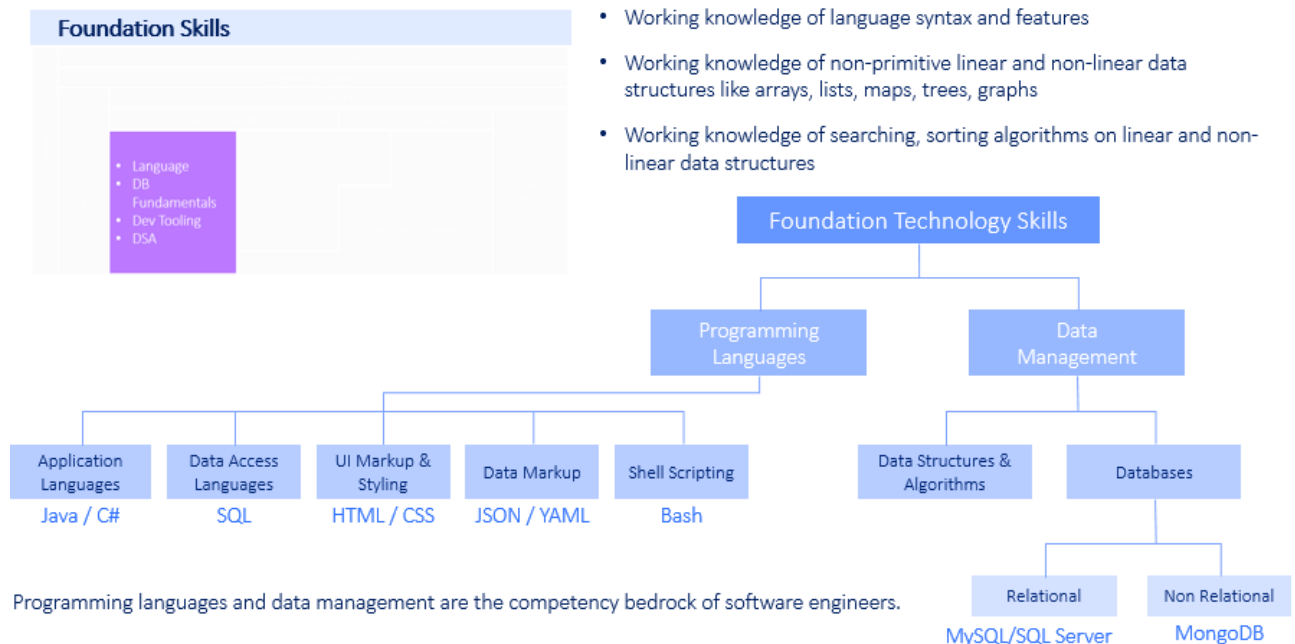 Foundation Skills
• Language
• DB
Fundamentals
• Dev Tooling
• DSA
• Working knowledge of language syntax and features
• Working knowledge of non-primitive linear and non-linear data
structures like arrays, lists, maps, trees, graphs
• Working knowledge of searching, sorting algorithms on linear and non-
linear data structures
Foundation Technology Skills
Programming
Languages
Data
Management
Application
Languages
Java / C#
Data Access
Languages
SQL
UI Markup &
Styling
HTML / CSS
Data Markup
JSON / YAML
Shell Scripting
Bash
Data Structures &
Algorithms
Databases
Relational
MySQL/SQL Server
Non Relational
MongoDB
Programming languages and data management are the competency bedrock of software engineers.